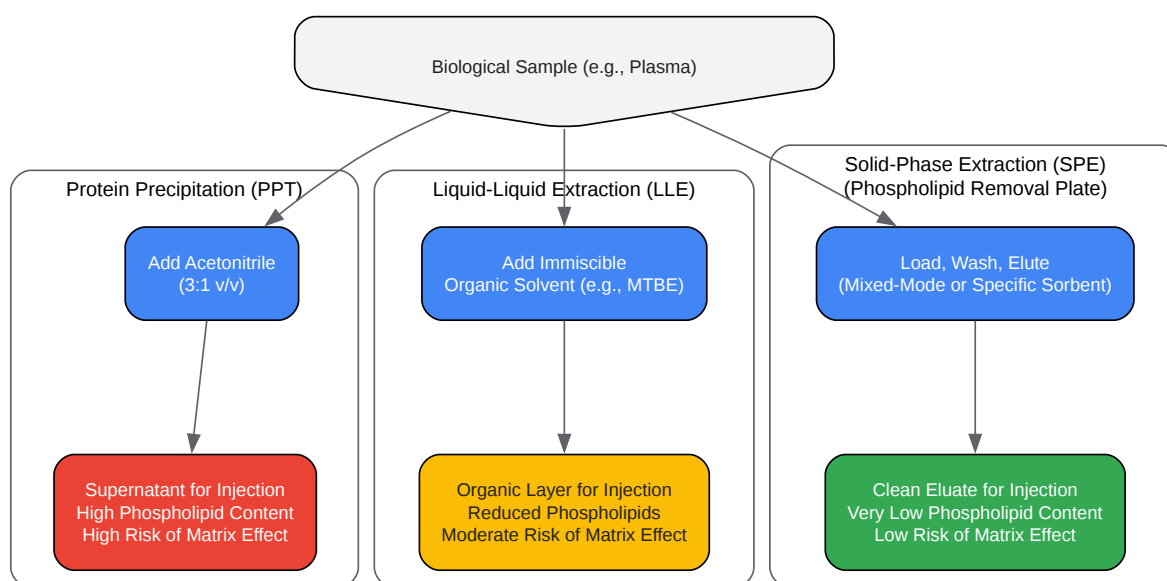 Biological Sample (e.g., Plasma)
Protein Precipitation (PPT)
Add Acetonitrile
(3:1 v/v)
Supernatant for Injection
High Phospholipid Content
High Risk of Matrix Effect
Liquid-Liquid Extraction (LLE)
Add Immiscible
Organic Solvent (e.g., MTBE)
Organic Layer for Injection
Reduced Phospholipids
Moderate Risk of Matrix Effect
Solid-Phase Extraction (SPE)
(Phospholipid Removal Plate)
Load, Wash, Elute
(Mixed-Mode or Specific Sorbent)
Clean Eluate for Injection
Very Low Phospholipid Content
Low Risk of Matrix Effect